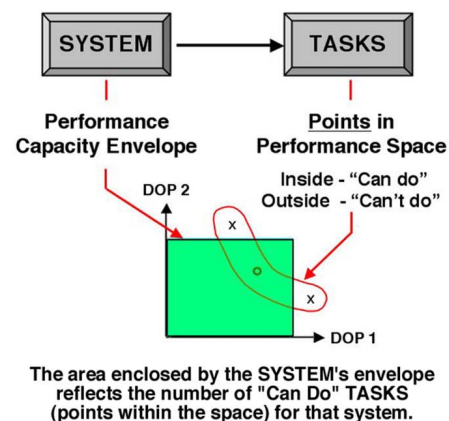 SYSTEM
TASKS
Performance
Capacity Envelope
Points in
Performance Space
Inside - “Can do”
Outside - “Can’t do”
DOP 2
x
o
x
DOP 1
The area enclosed by the SYSTEM's envelope
reflects the number of "Can Do" TASKS
(points within the space) for that system.